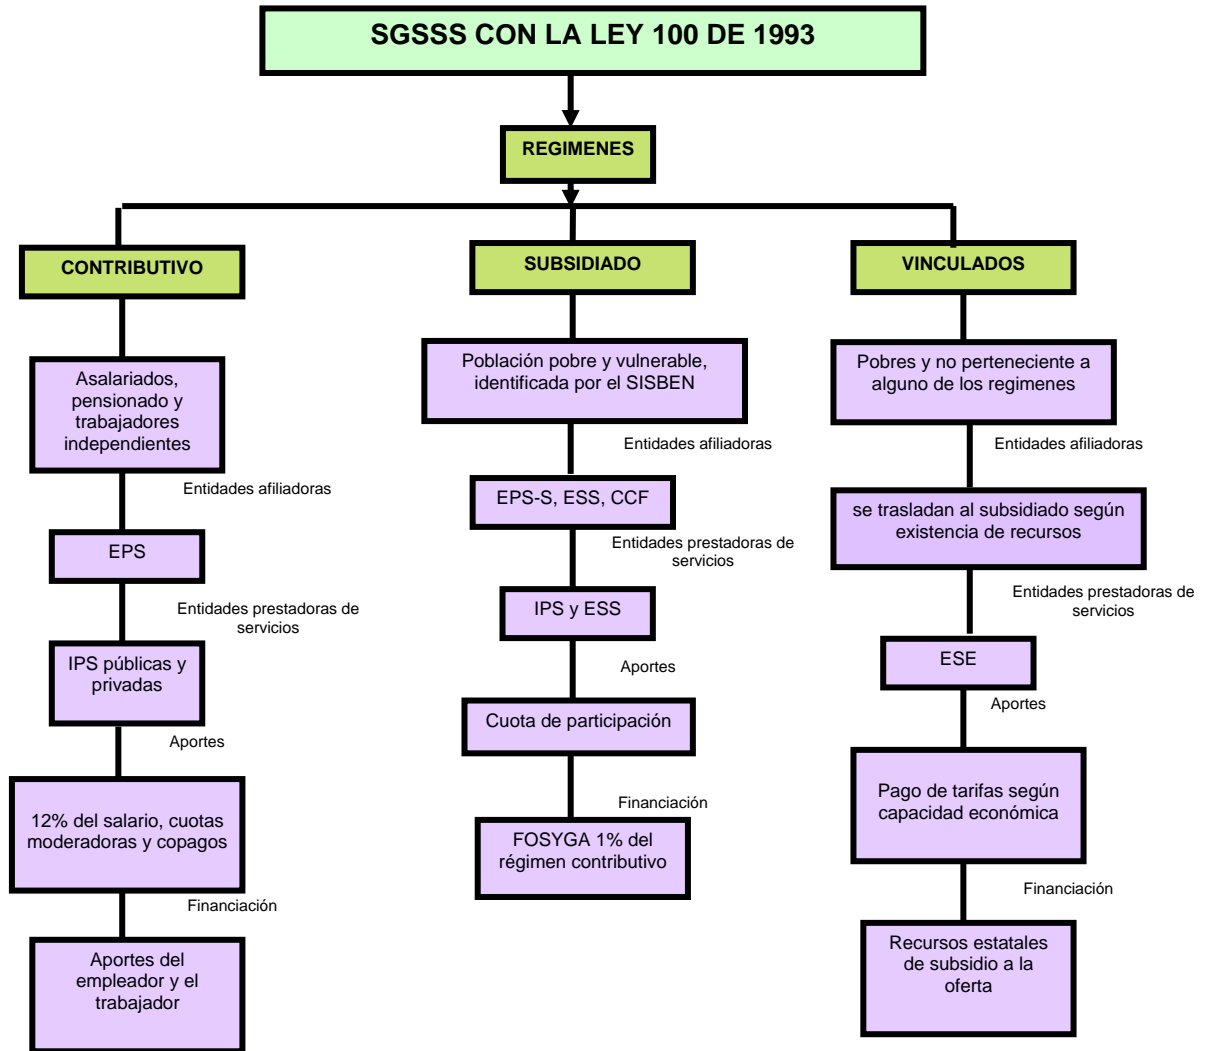 SGSSS CON LA LEY 100 DE 1993
REGIMENES
CONTRIBUTIVO
Asalariados,
pensionado y
trabajadores
independientes
Entidades afiliadoras
EPS
Entidades prestadoras de
servicios
IPS públicas y
privadas
Aportes
12% del salario, cuotas
moderadoras y copagos
Financiación
Aportes del
empleador y el
trabajador
SUBSIDIADO
Población pobre y vulnerable,
identificada por el SISBEN
Entidades afiliadoras
EPS-S, ESS, CCF
Entidades prestadoras de
servicios
IPS y ESS
Aportes
Cuota de participación
Financiación
FOSYGA 1% del
régimen contributivo
VINCULADOS
Pobres y no perteneciente a
alguno de los regimenes
Entidades afiliadoras
se trasladan al subsidiado según
existencia de recursos
Entidades prestadoras de
servicios
ESE
Aportes
Pago de tarifas según
capacidad económica
Financiación
Recursos estatales
de subsidio a la
oferta